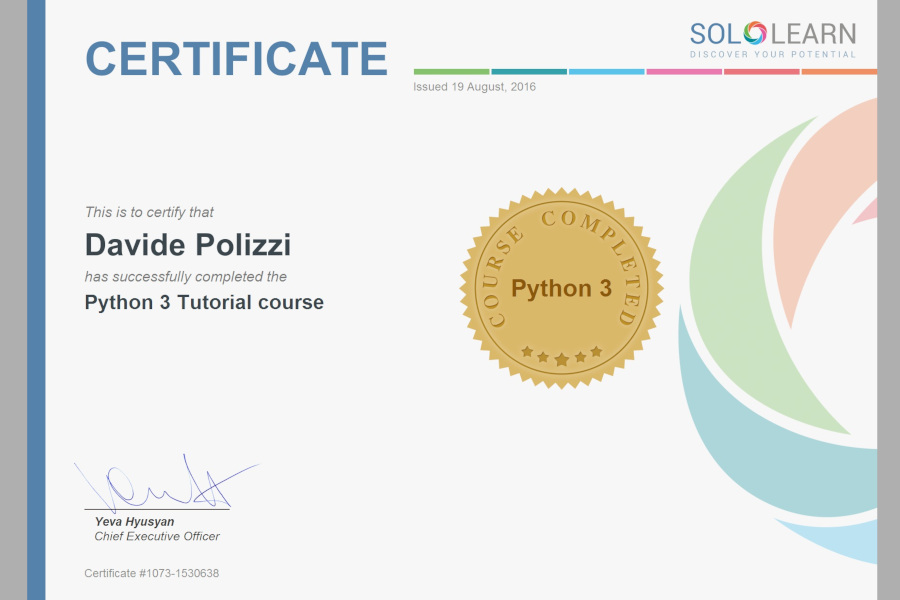 CERTIFICATE
SOLOLEARN
DISCOVER YOUR POTENTIAL
Issued 19 August, 2016
This is to certify that
Davide Polizzi
has successfully completed the
Python 3 Tutorial course
COURSE COMPLETED
Python 3
Yeva Hyusyan
Chief Executive Officer
Certificate #1073-1530638